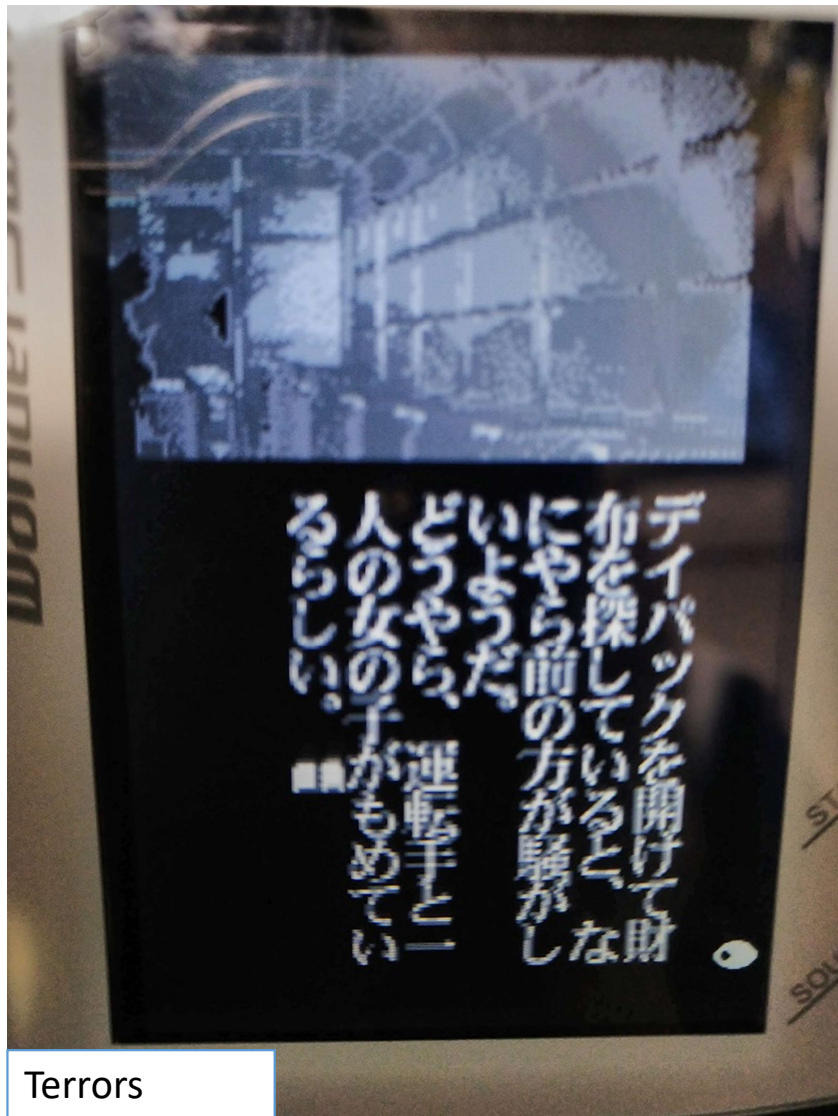 デイパックを開けて財
布を探していると、な
にやら前の方が騒がし
いようだ。
どうやら、運転手と一
人の女の子がもめてい
るらしい。
Terrors